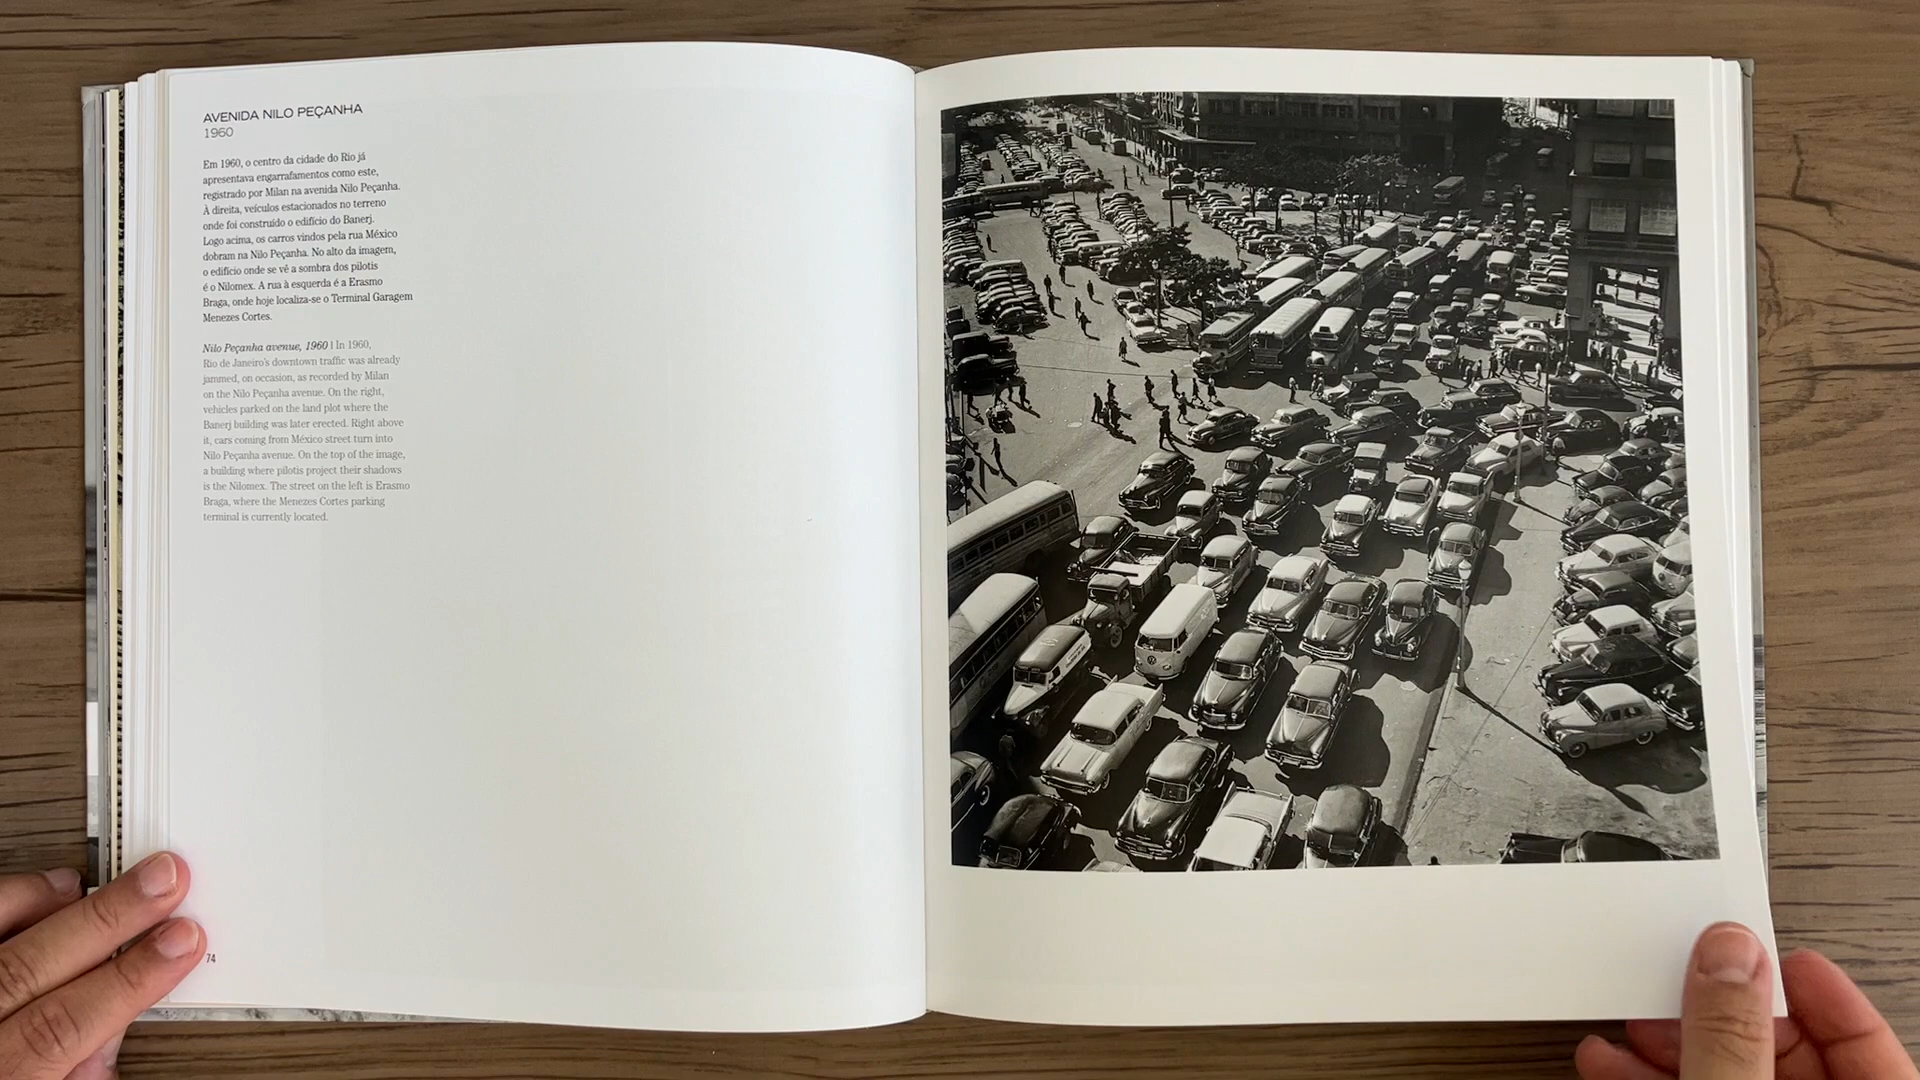 AVENIDA NILO PEÇANHA
1960
Em 1960, o centro da cidade do Rio já
apresentava engarrafamentos como este,
registrado por Milan na avenida Nilo Peçanha.
À direita, veículos estacionados no terreno
onde foi construído o edifício do Banerj.
Logo acima, os carros vindos pela rua México
dobram na Nilo Peçanha. No alto da imagem,
o edifício onde se vê a sombra dos pilotis
é o Nilomex. A rua à esquerda é a Erasmo
Braga, onde hoje localiza-se o Terminal Garagem
Menezes Cortes.
Nilo Peçanha avenue, 1960 | In 1960,
Rio de Janeiro's downtown traffic was already
jammed, on occasion, as recorded by Milan
on the Nilo Peçanha avenue. On the right,
vehicles parked on the land plot where the
Banerj building was later erected. Right above
it, cars coming from México street turn into
Nilo Peçanha avenue. On the top of the image,
a building where pilotis project their shadows
is the Nilomex. The street on the left is Erasmo
Braga, where the Menezes Cortes parking
terminal is currently located.
74